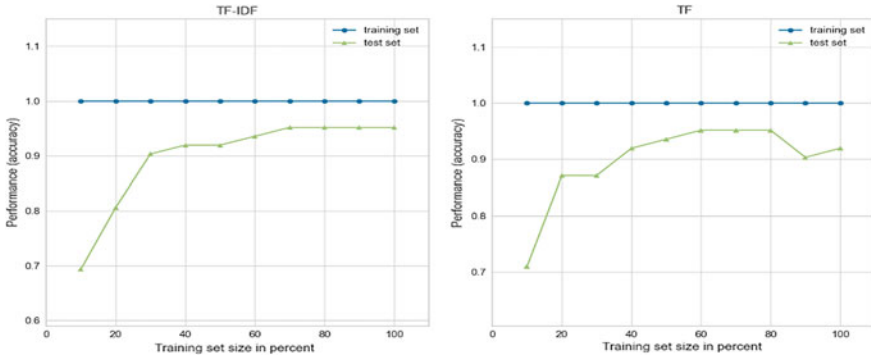 TF-IDF
training set
test set
1.1
1.0
0.9
0.8
0.7
0.6
Performance (accuracy)
0
20
40
60
80
100
Training set size in percent
TF
training set
test set
1.1
1.0
0.9
0.8
0.7
Performance (accuracy)
0
20
40
60
80
100
Training set size in percent